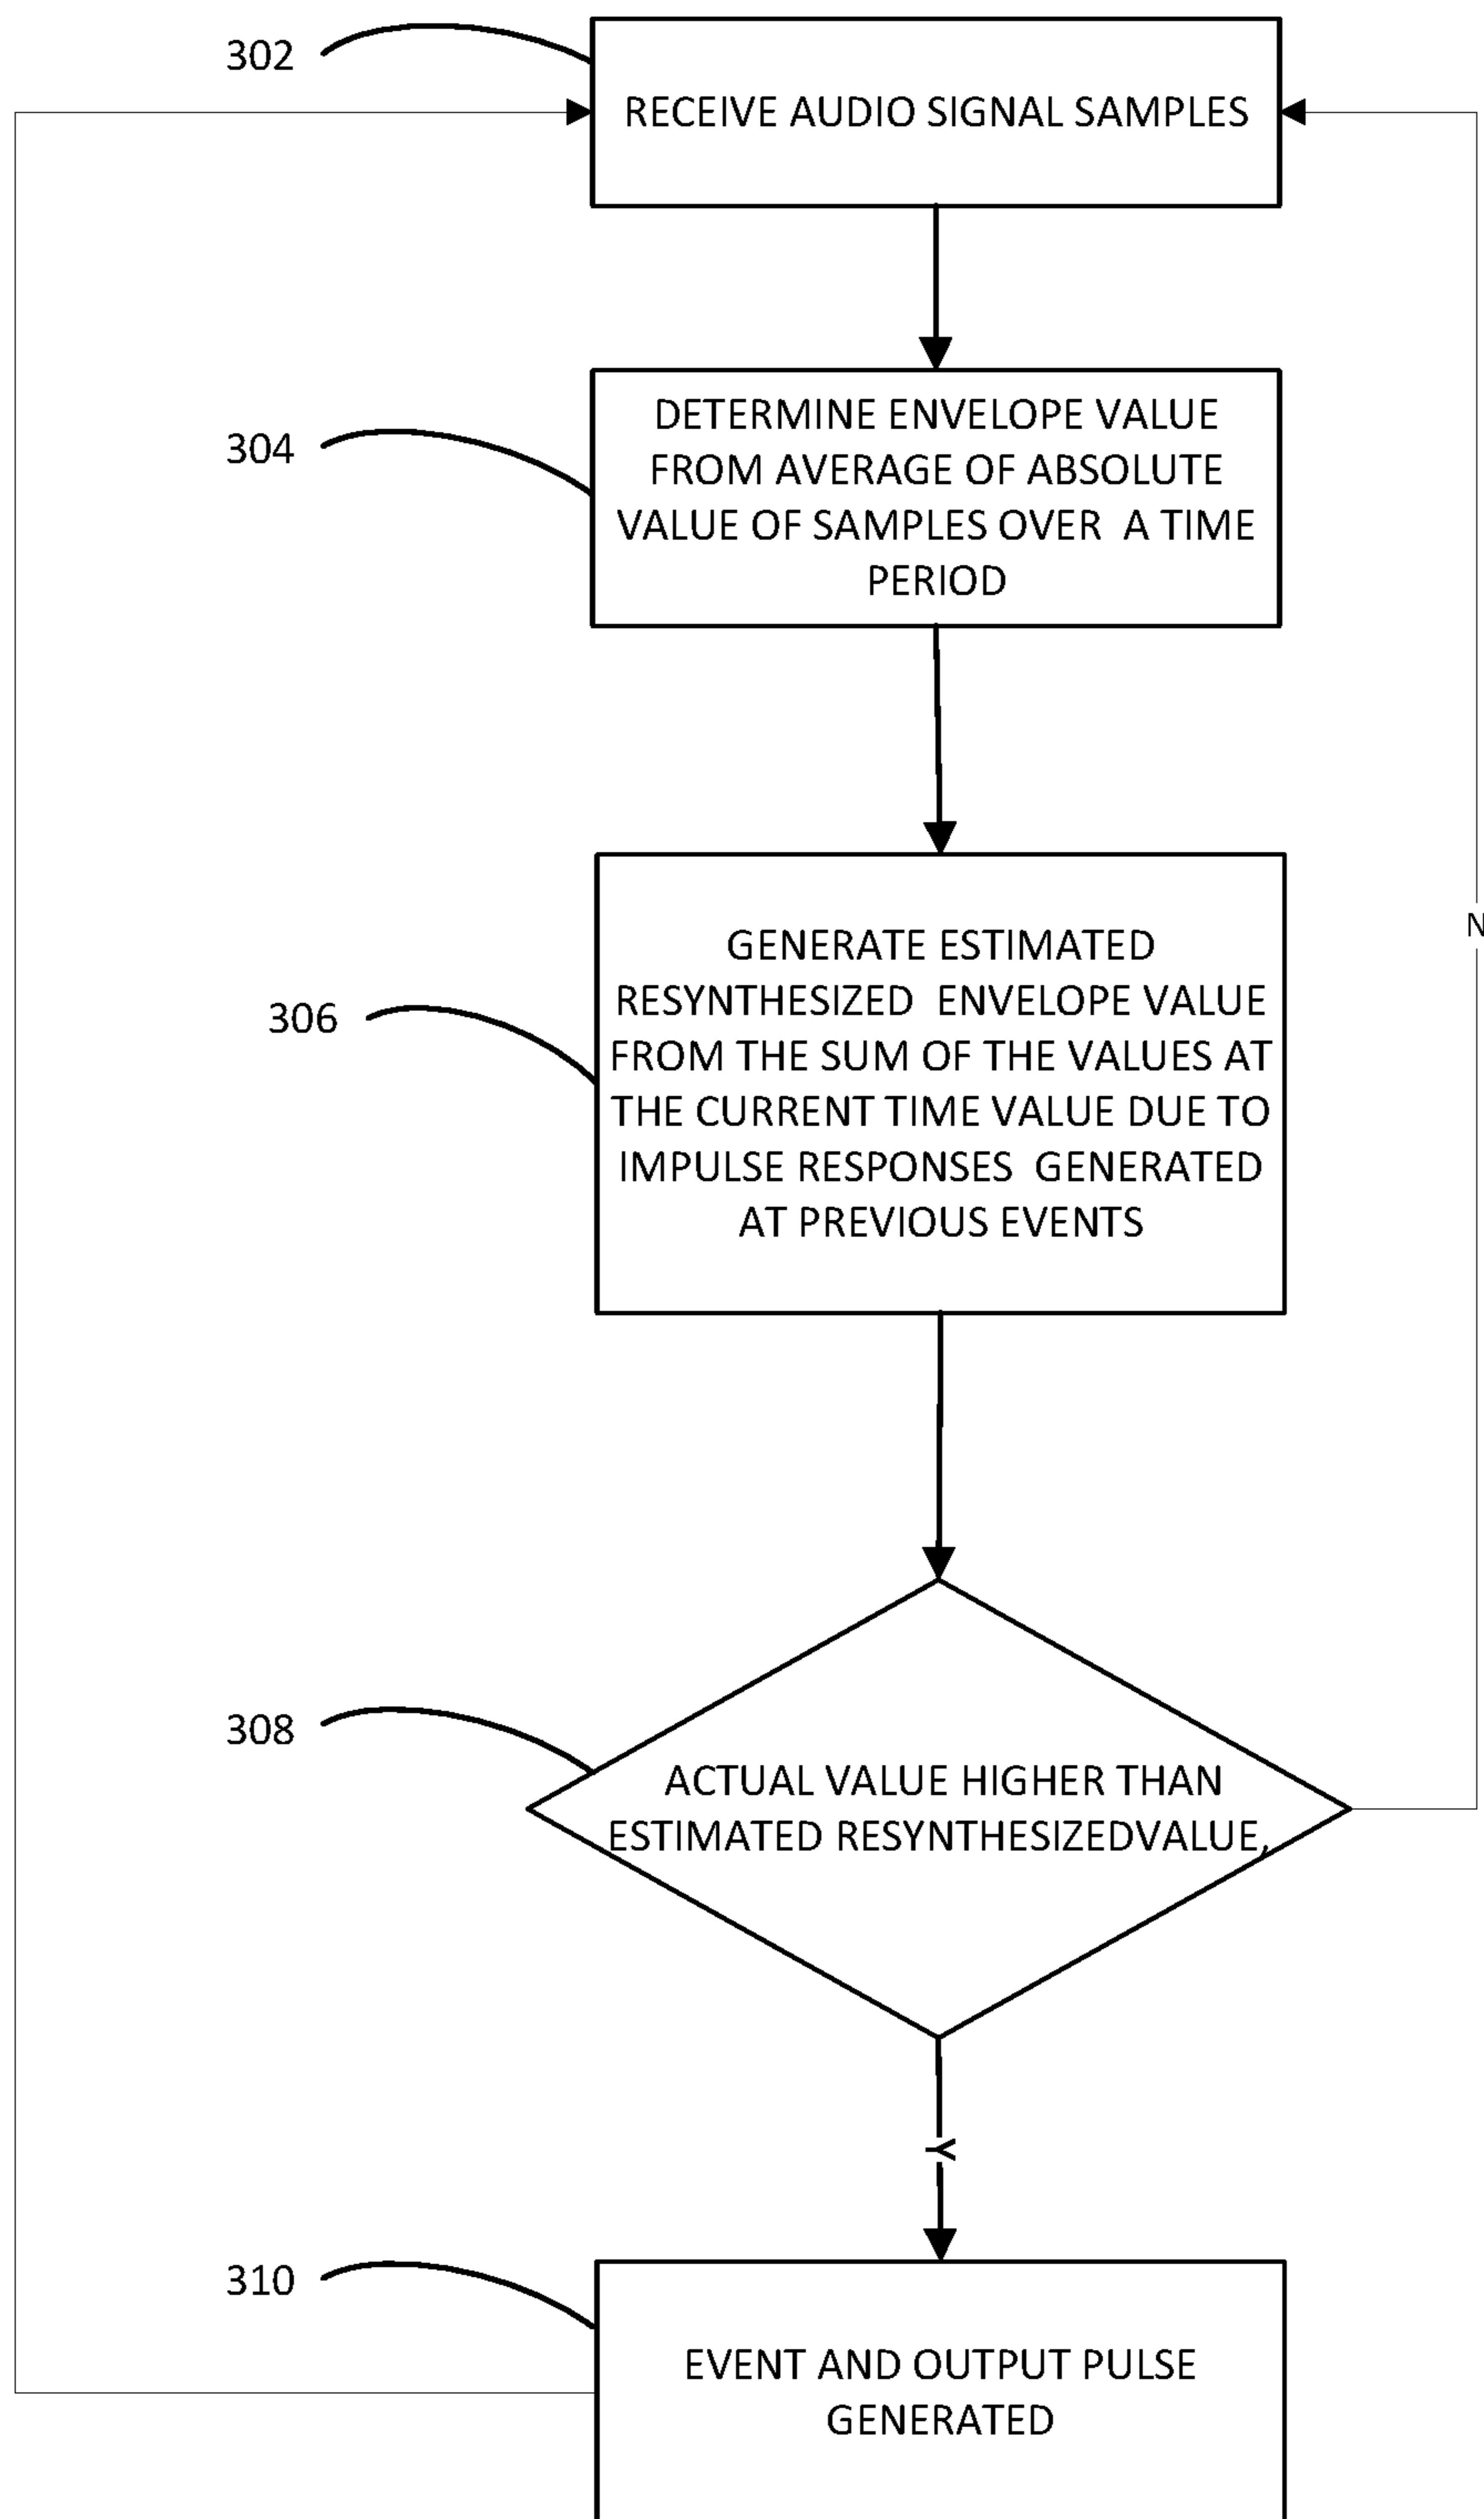 302
RECEIVE AUDIO SIGNAL SAMPLES
304
DETERMINE ENVELOPE VALUE
FROM AVERAGE OF ABSOLUTE
VALUE OF SAMPLES OVER A TIME
PERIOD
306
GENERATE ESTIMATED
RESYNTHESIZED ENVELOPE VALUE
FROM THE SUM OF THE VALUES AT
THE CURRENT TIME VALUE DUE TO
IMPULSE RESPONSES GENERATED
AT PREVIOUS EVENTS
N
308
ACTUAL VALUE HIGHER THAN
ESTIMATED RESYNTHESIZEDVALUE,
Y
310
EVENT AND OUTPUT PULSE
GENERATED